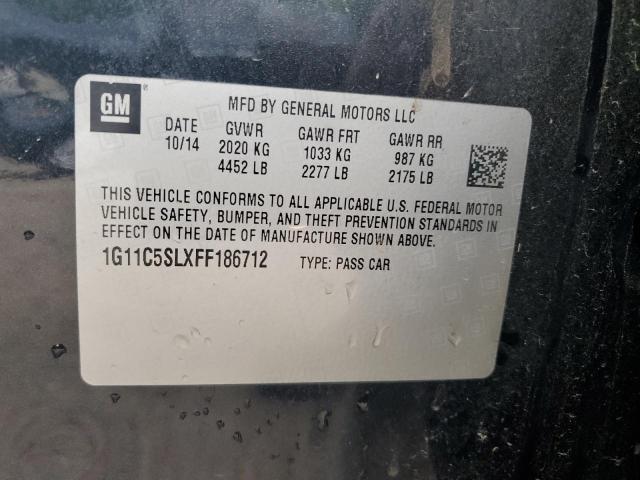 GM
MFD BY GENERAL MOTORS LLC
DATE GVWR GAWR FRT GAWR RR
10/14 2020 KG 1033 KG 987 KG
4452 LB 2277 LB 2175 LB
THIS VEHICLE CONFORMS TO ALL APPLICABLE U.S. FEDERAL MOTOR
VEHICLE SAFETY, BUMPER, AND THEFT PREVENTION STANDARDS IN
EFFECT ON THE DATE OF MANUFACTURE SHOWN ABOVE.
1G11C5SLXFF186712 TYPE: PASS CAR